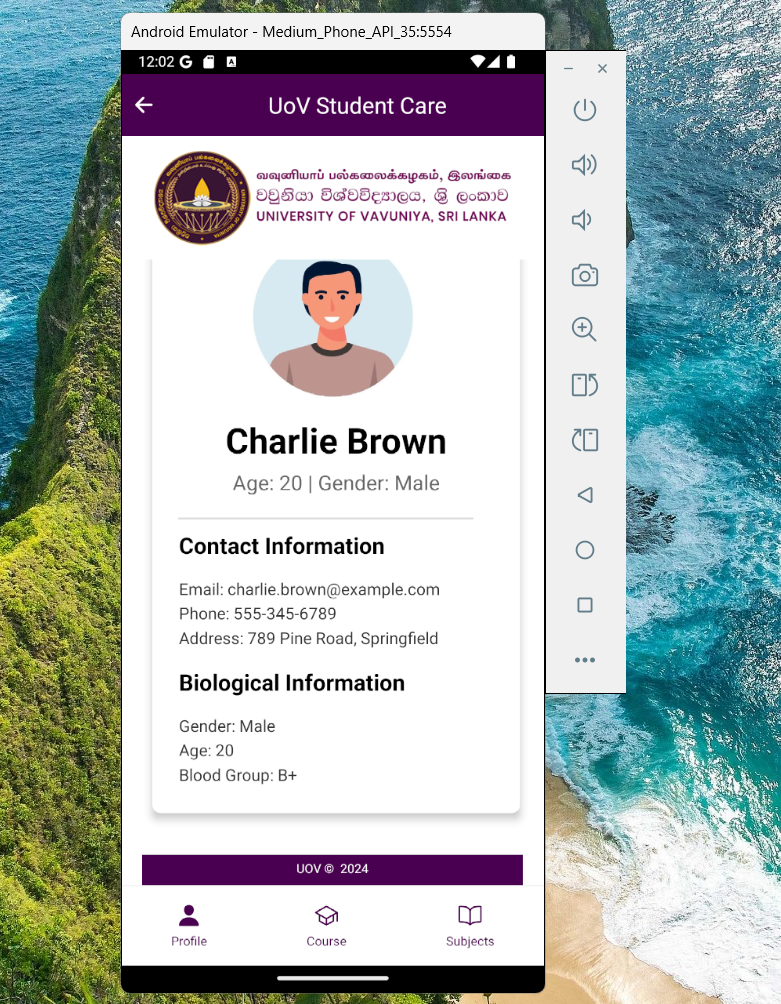 Android Emulator - Medium_Phone_API_35:5554
12:02
UoV Student Care
வவுனியாப் பல்கலைக்கழகம், இலங்கை
වවුනියා විශ්වවිද්‍යාලය, ශ්‍රී ලංකාව
UNIVERSITY OF VAVUNIYA, SRI LANKA
Charlie Brown
Age: 20 | Gender: Male
Contact Information
Email: charlie.brown@example.com
Phone: 555-345-6789
Address: 789 Pine Road, Springfield
Biological Information
Gender: Male
Age: 20
Blood Group: B+
UOV © 2024
Profile
Course
Subjects